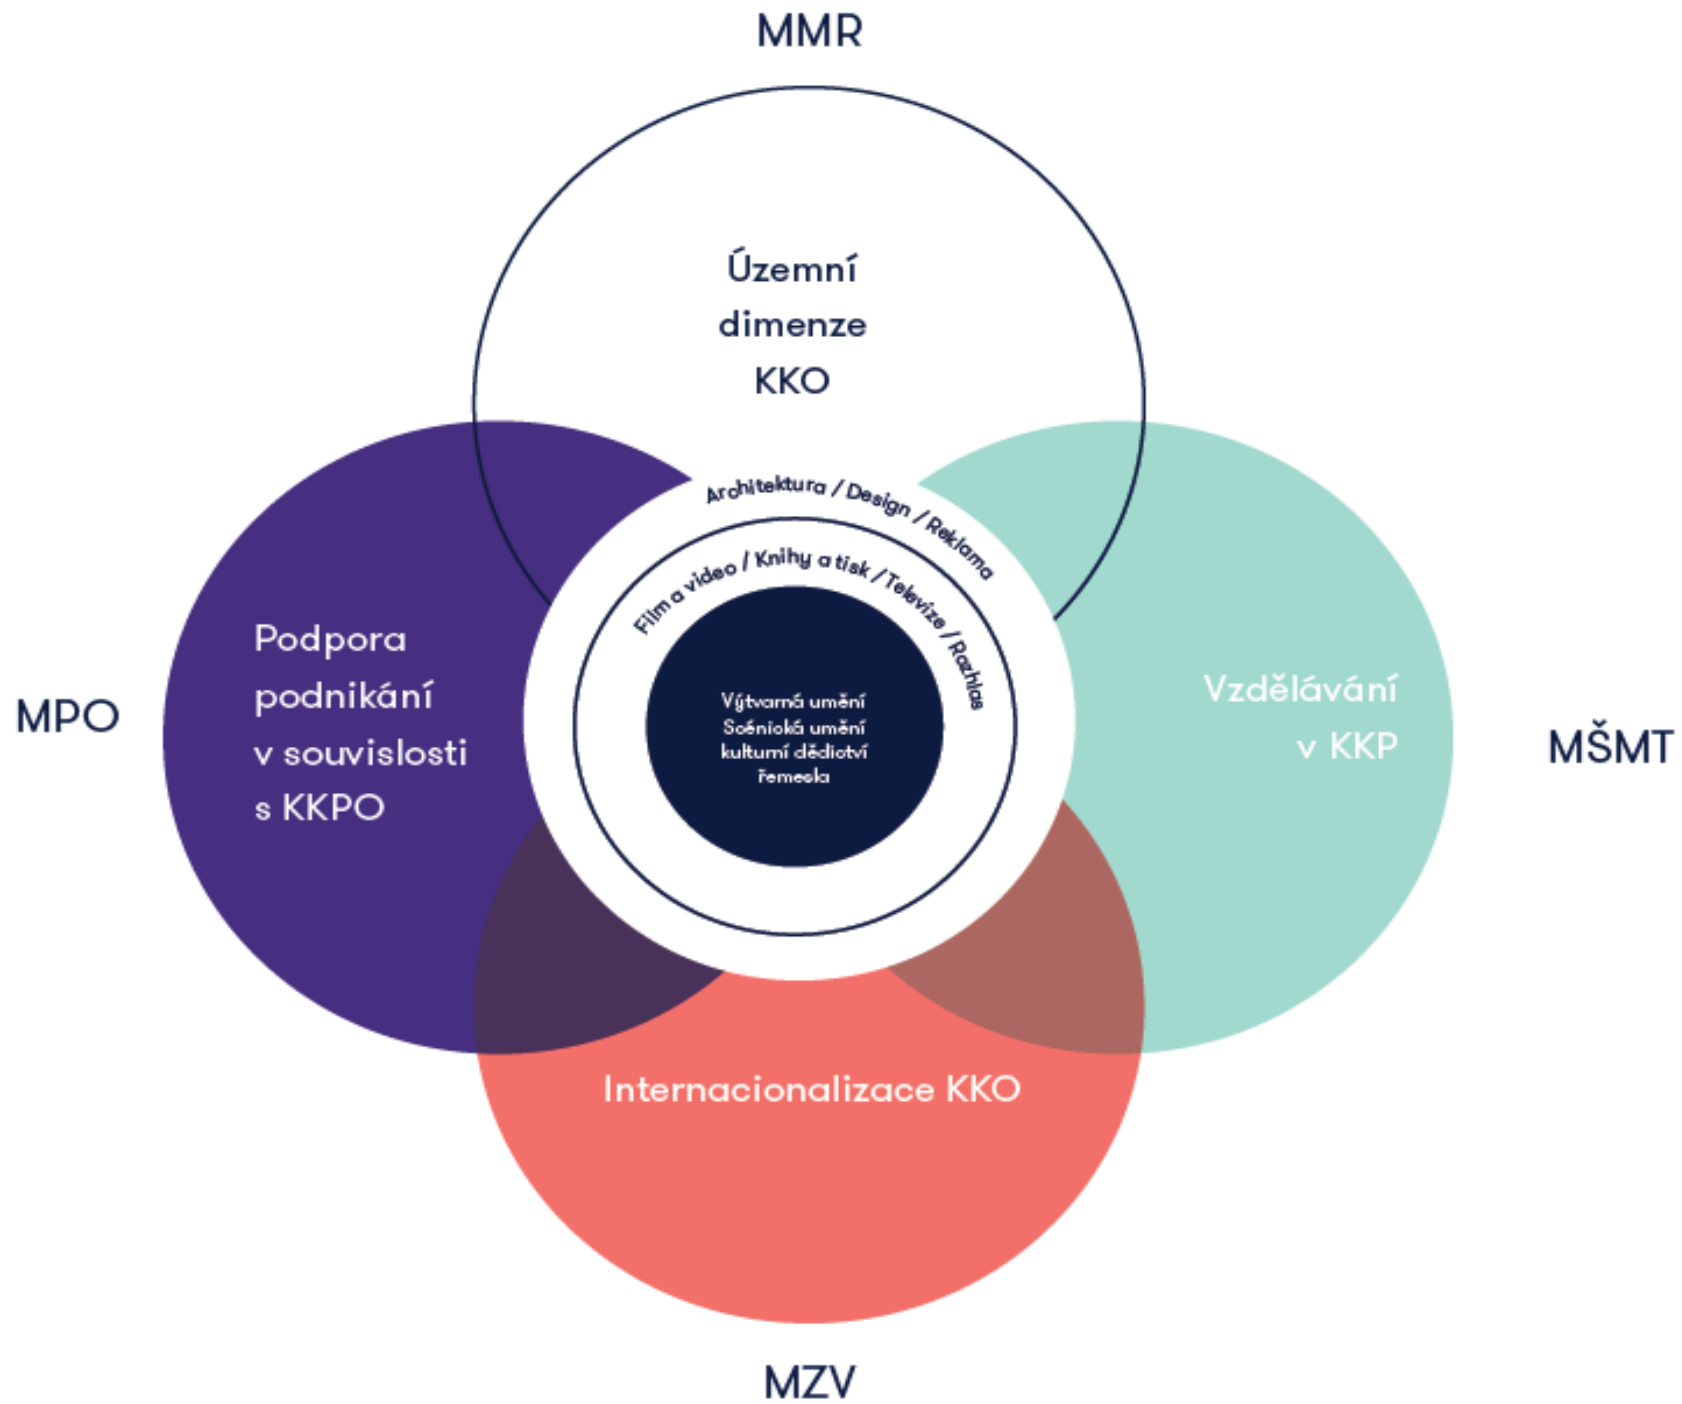 MMR
Územní
dimenze
KKO
Architektura / Design / Reklama
Film a video / Knihy a tisk / Televize / Rozhlas
Výtvarná umění
Scénická umění
kulturní dědictví
řemesla
Podpora
podnikání
v souvislosti
s KKPO
MPO
Vzdělávání
v KKP
MŠMT
Internacionalizace KKO
MZV